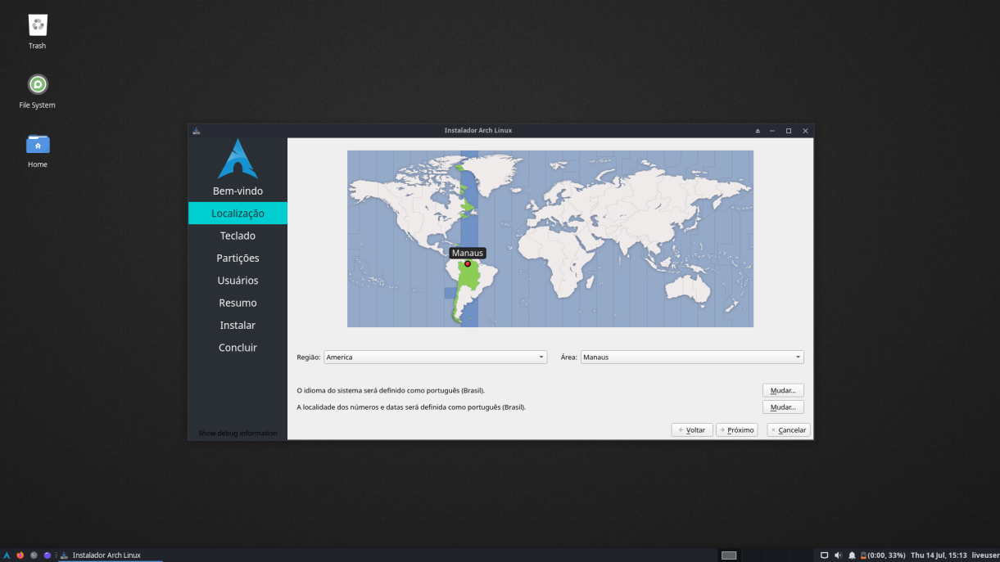 Trash
File System
Home
Instalador Arch Linux
Bem-vindo
Localização
Teclado
Partições
Usuários
Resumo
Instalar
Concluir
Show debug information
Manaus
Região: America
Área: Manaus
O idioma do sistema será definido como português (Brasil).
Mudar...
A localidade dos números e datas será definida como português (Brasil).
Mudar...
Voltar
Próximo
Cancelar
Instalador Arch Linux
(0:00, 33%) Thu 14 Jul, 15:13 liveuser